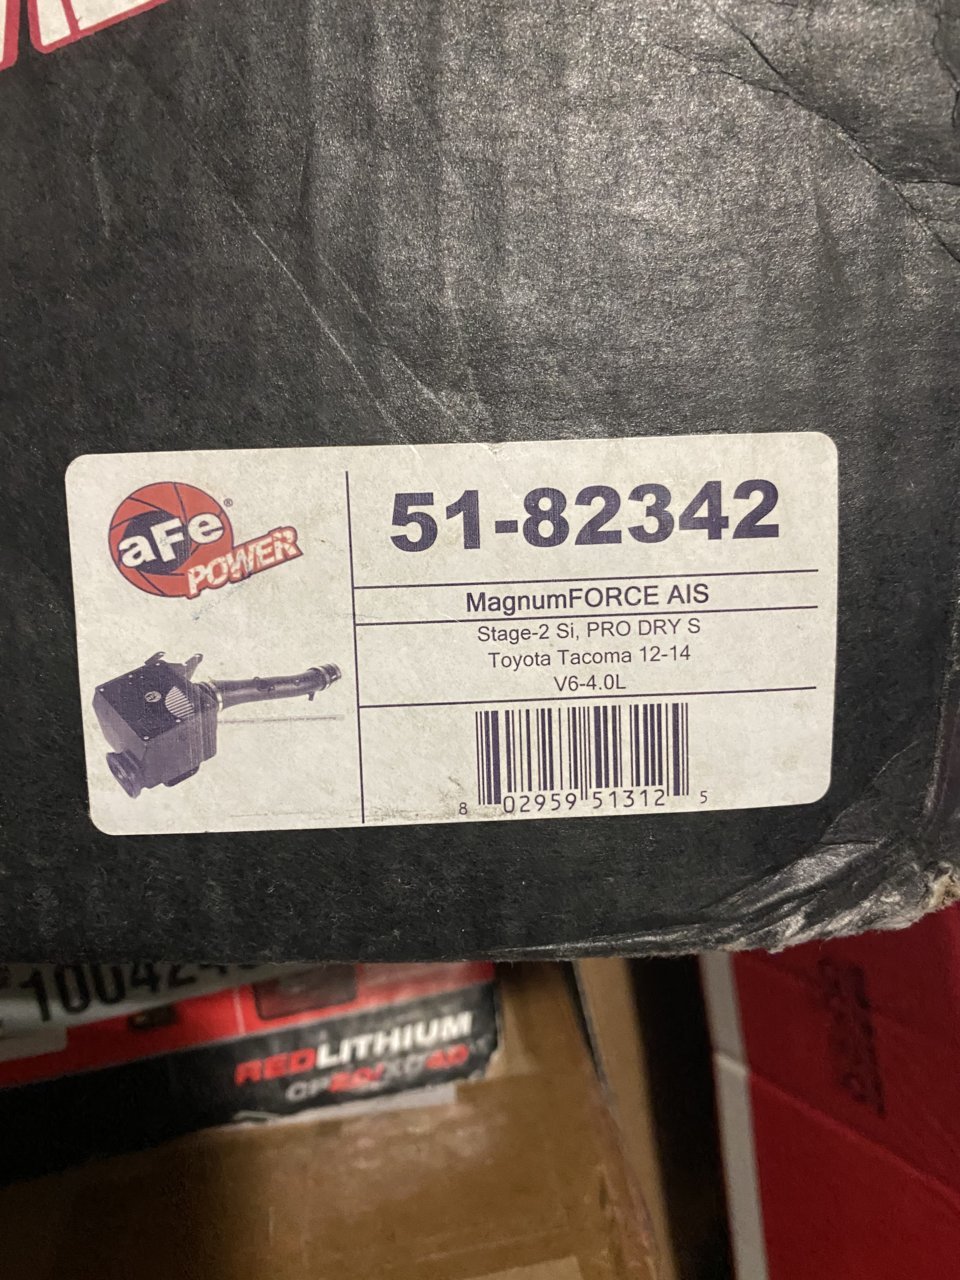 aFe®
POWER
51-82342
MagnumFORCE AIS
Stage-2 Si, PRO DRY S
Toyota Tacoma 12-14
V6-4.0L
8 02959 51312 5
REDLITHIUM